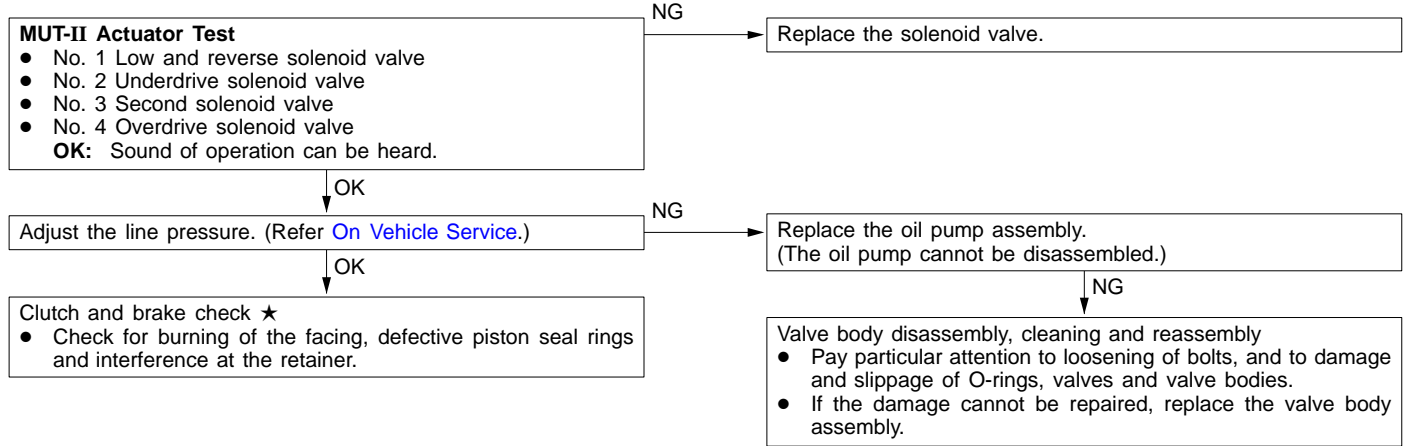 MUT-II Actuator Test
● No. 1 Low and reverse solenoid valve
● No. 2 Underdrive solenoid valve
● No. 3 Second solenoid valve
● No. 4 Overdrive solenoid valve
OK: Sound of operation can be heard.
NG
Replace the solenoid valve.
OK
Adjust the line pressure. (Refer On Vehicle Service.)
NG
Replace the oil pump assembly.
(The oil pump cannot be disassembled.)
OK
Clutch and brake check ★
● Check for burning of the facing, defective piston seal rings
and interference at the retainer.
NG
Valve body disassembly, cleaning and reassembly
● Pay particular attention to loosening of bolts, and to damage
and slippage of O-rings, valves and valve bodies.
● If the damage cannot be repaired, replace the valve body
assembly.